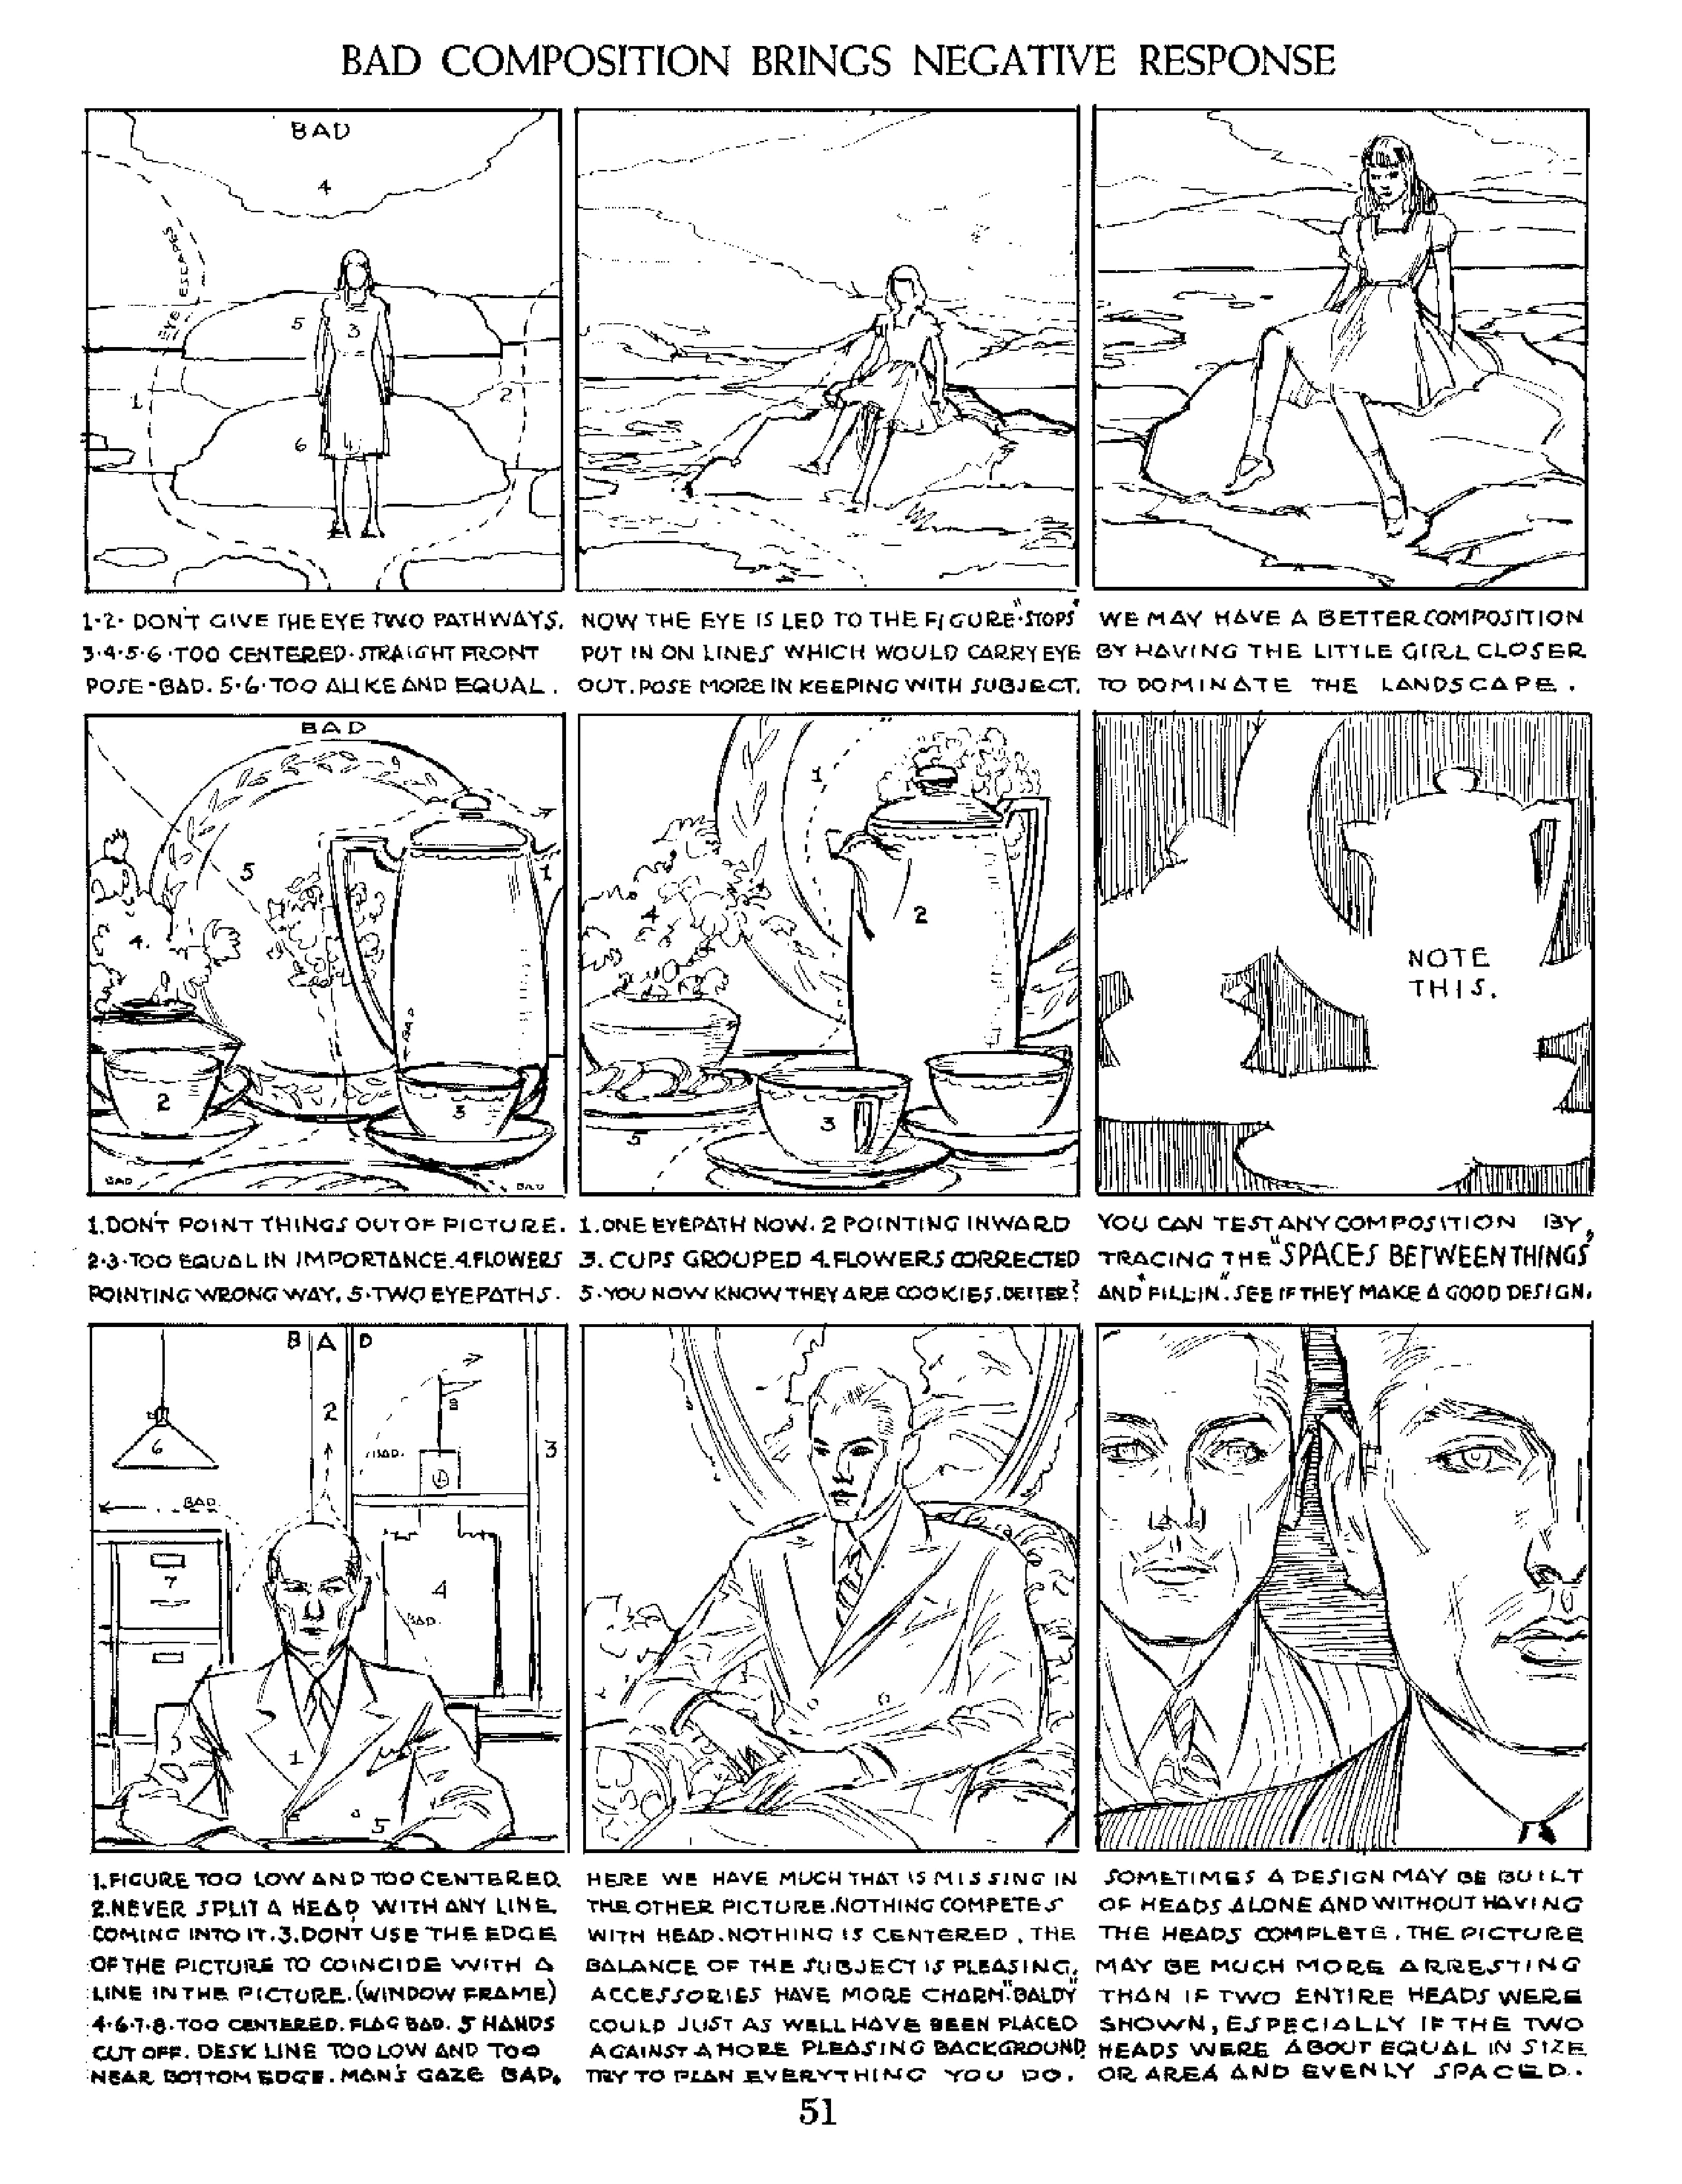 BAD COMPOSITION BRINGS NEGATIVE RESPONSE
BAD
4
EYE ESCAPES
5
3
1
2
6
1·2· DON'T GIVE THE EYE TWO PATHWAYS.
3·4·5·6·TOO CENTERED·STRAIGHT FRONT
POSE-BAD. 5·6·TOO ALIKE AND EQUAL.
NOW THE EYE IS LED TO THE FIGURE·"STOPS"
PUT IN ON LINES WHICH WOULD CARRY EYE
OUT. POSE MORE IN KEEPING WITH SUBJECT.
WE MAY HAVE A BETTER COMPOSITION
BY HAVING THE LITTLE GIRL CLOSER
TO DOMINATE THE LANDSCAPE.
BAD
5
1
4.
BAD
2
3
BAD
BAD
1
2
4
3
5
NOTE
THIS.
1.DON'T POINT THINGS OUT OF PICTURE.
2·3·TOO EQUAL IN IMPORTANCE.4.FLOWERS
POINTING WRONG WAY. 5·TWO EYEPATHS.
1.ONE EYEPATH NOW. 2 POINTING INWARD
3. CUPS GROUPED 4.FLOWERS CORRECTED
5·YOU NOW KNOW THEY ARE COOKIES.BETTER?
YOU CAN TEST ANY COMPOSITION BY
TRACING THE "SPACES BETWEEN THINGS"
AND "FILL IN". SEE IF THEY MAKE A GOOD DESIGN.
BAD
2
8
6
BAD.
3
BAD.
7
4
BAD.
1
5
1.FIGURE TOO LOW AND TOO CENTERED.
2.NEVER SPLIT A HEAD WITH ANY LINE
COMING INTO IT.3.DON'T USE THE EDGE
OF THE PICTURE TO COINCIDE WITH A
LINE IN THE PICTURE.(WINDOW FRAME)
4·6·7·8·TOO CENTERED. FLAG BAD. 5 HANDS
CUT OFF. DESK LINE TOO LOW AND TOO
NEAR BOTTOM EDGE. MAN'S GAZE BAD.
HERE WE HAVE MUCH THAT IS MISSING IN
THE OTHER PICTURE.NOTHING COMPETES
WITH HEAD.NOTHING IS CENTERED, THE
BALANCE OF THE SUBJECT IS PLEASING.
ACCESSORIES HAVE MORE CHARM."BALDY"
COULD JUST AS WELL HAVE BEEN PLACED
AGAINST A MORE PLEASING BACKGROUND
TRY TO PLAN EVERYTHING YOU DO.
SOMETIMES A DESIGN MAY BE BUILT
OF HEADS ALONE AND WITHOUT HAVING
THE HEADS COMPLETE. THE PICTURE
MAY BE MUCH MORE ARRESTING
THAN IF TWO ENTIRE HEADS WERE
SHOWN, ESPECIALLY IF THE TWO
HEADS WERE ABOUT EQUAL IN SIZE
OR AREA AND EVENLY SPACED.
51